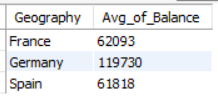 Geography Avg_of_Balance
France 62093
Germany 119730
Spain 61818